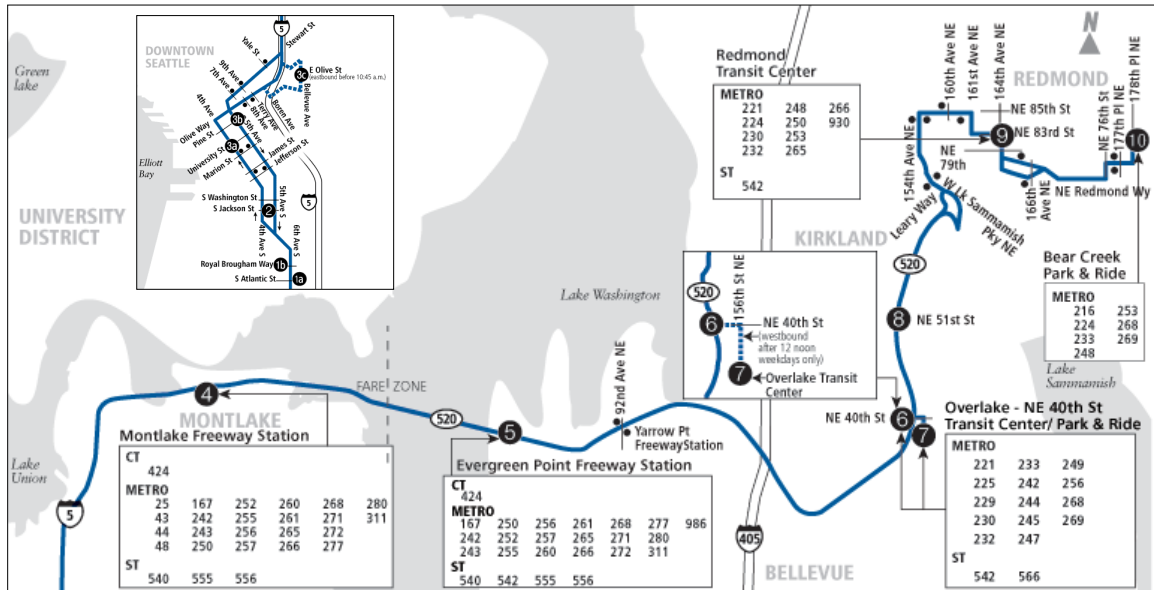 Green
lake
DOWNTOWN
SEATTLE
5
Stewart St
Yale St
3c
E Olive St
(eastbound before 10:45 a.m.)
9th Ave
7th Ave
Bellevue Ave
Boren Ave
Terry Ave
8th Ave
4th Ave
Olive Way
Pine St
3b
5th Ave
3a
University St
Marion St
James St
Jefferson St
Elliott
Bay
S Washington St
S Jackson St
2
5th Ave S
5
4th Ave S
6th Ave S
Royal Brougham Way
1b
S Atlantic St
1a
UNIVERSITY
DISTRICT
Lake
Union
5
4
MONTLAKE
FARE ZONE
Montlake Freeway Station
CT
424
METRO
25 167 252 260 268 280
43 242 255 261 271 311
44 243 256 265 272
48 250 257 266 277
ST
540 555 556
520
5
Evergreen Point Freeway Station
CT
424
METRO
167 250 256 261 268 277 986
242 252 257 265 271 280
243 255 260 266 272 311
ST
540 542 555 556
Lake Washington
92nd Ave NE
Yarrow Pt
FreewayStation
Redmond
Transit Center
METRO
221 248 266
224 250 930
230 253
232 265
ST
542
KIRKLAND
520
156th St NE
6
NE 40th St
(westbound
after 12 noon
weekdays only)
7
Overlake Transit
Center
405
BELLEVUE
N
REDMOND
160th Ave NE
161st Ave NE
164th Ave NE
NE 85th St
9
NE 83rd St
NE
79th
154th Ave NE
Leary Way
W Lk Sammamish
Pky NE
166th
Ave NE
NE Redmond Wy
NE 76th St
177th Pl NE
178th Pl NE
10
520
8
NE 51st St
Bear Creek
Park & Ride
METRO
216 253
224 268
233 269
248
Lake
Sammamish
NE 40th St
6
7
Overlake - NE 40th St
Transit Center/ Park & Ride
METRO
221 233 249
225 242 256
229 244 268
230 245 269
232 247
ST
542 566